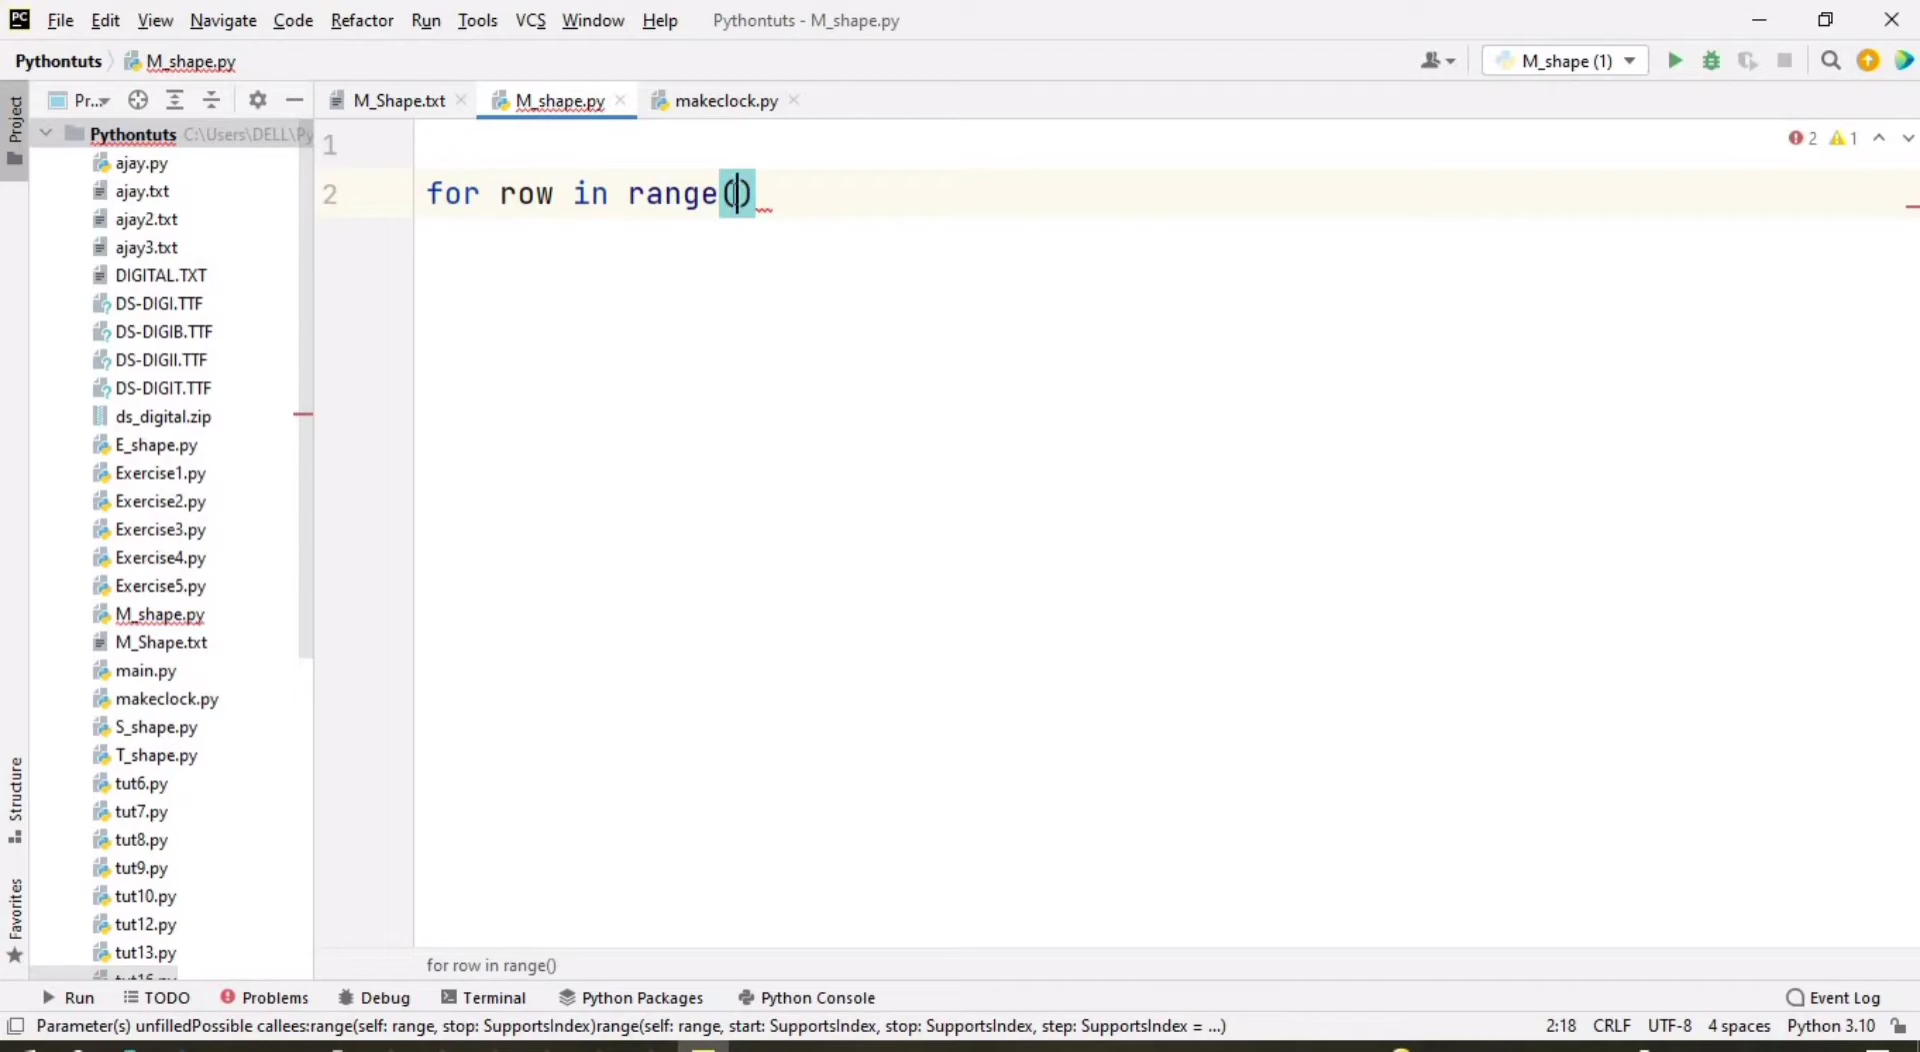 PC File Edit View Navigate Code Refactor Run Tools VCS Window Help Pythontuts - M_shape.py
Pythontuts M_shape.py M_shape (1)
Project Pr... M_Shape.txt M_shape.py makeclock.py
Pythontuts C:\Users\DELL\Py
ajay.py
ajay.txt
ajay2.txt
ajay3.txt
DIGITAL.TXT
DS-DIGI.TTF
DS-DIGIB.TTF
DS-DIGII.TTF
DS-DIGIT.TTF
ds_digital.zip
E_shape.py
Exercise1.py
Exercise2.py
Exercise3.py
Exercise4.py
Exercise5.py
M_shape.py
M_Shape.txt
main.py
makeclock.py
S_shape.py
T_shape.py
tut6.py
tut7.py
tut8.py
tut9.py
tut10.py
tut12.py
tut13.py
Structure
Favorites
1
2 for row in range()
2 1
for row in range()
Run TODO Problems Debug Terminal Python Packages Python Console Event Log
Parameter(s) unfilledPossible callees:range(self: range, stop: SupportsIndex)range(self: range, start: SupportsIndex, stop: SupportsIndex, step: SupportsIndex = ...) 2:18 CRLF UTF-8 4 spaces Python 3.10